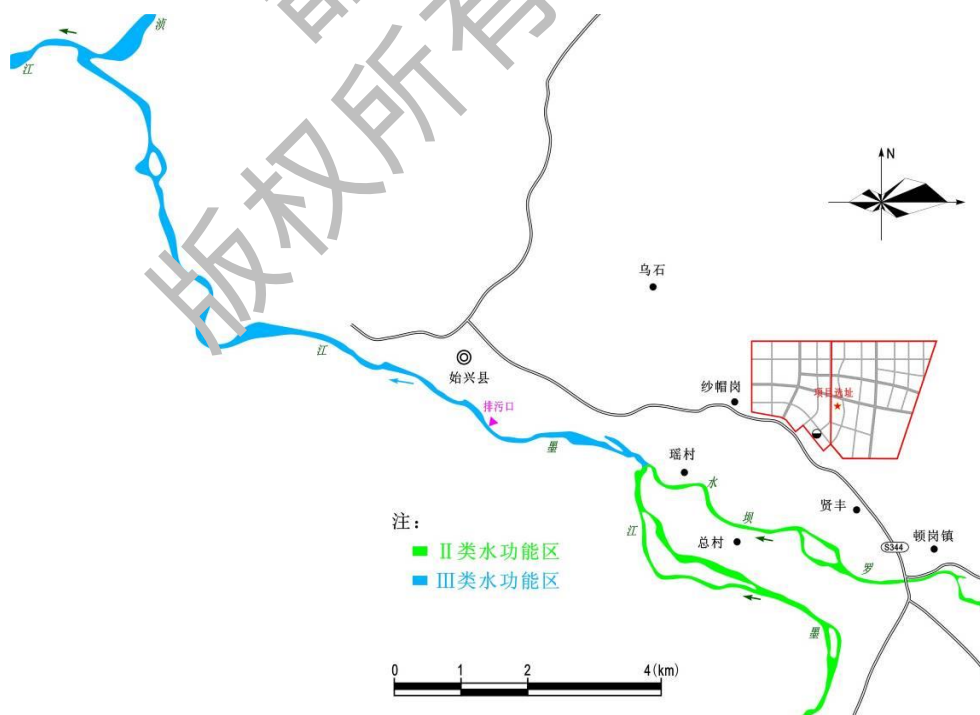 版权所有
浈
江
N
乌石
江
始兴县
纱帽岗
项目选址
排污口
墨
瑶村
水
贤丰
坝
江
总村
S344
顿岗镇
罗
注：
II类水功能区
III类水功能区
墨
0 1 2 4(km)